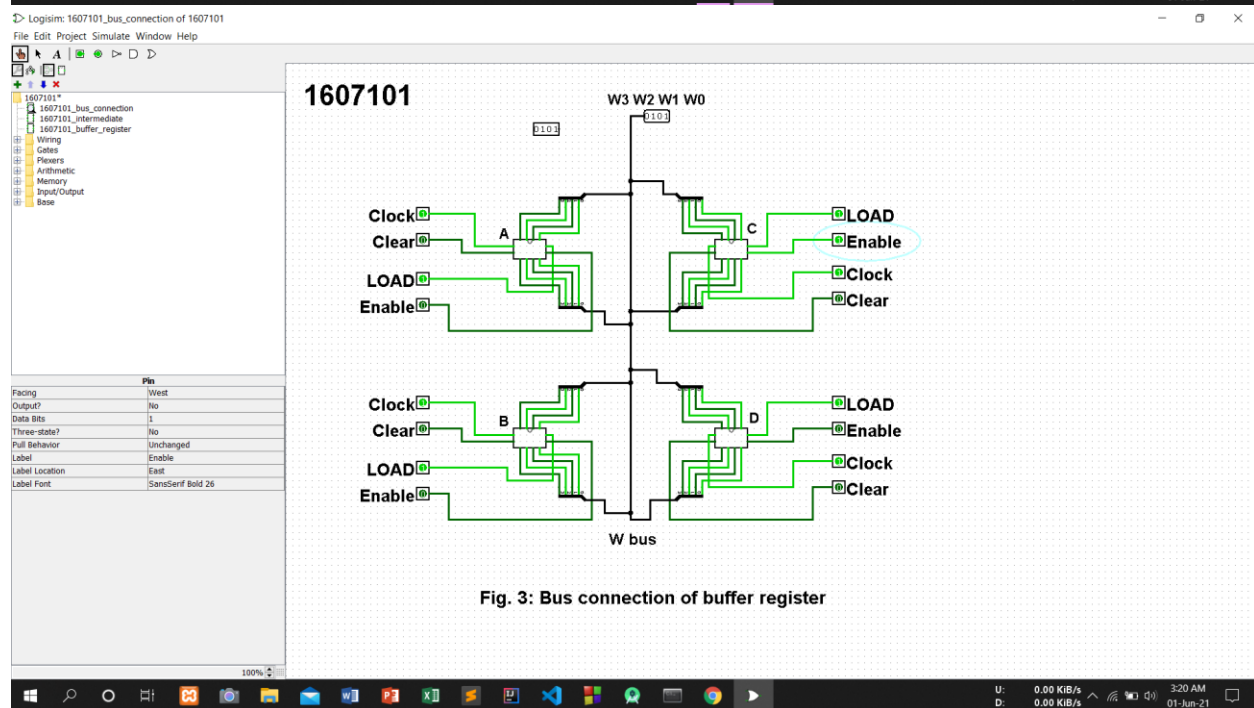 Logisim: 1607101_bus_connection of 1607101
File Edit Project Simulate Window Help
A
1607101*
1607101_bus_connection
1607101_intermediate
1607101_buffer_register
Wiring
Gates
Plexers
Arithmetic
Memory
Input/Output
Base
Pin
Facing West
Output? No
Data Bits 1
Three-state? No
Pull Behavior Unchanged
Label Enable
Label Location East
Label Font SansSerif Bold 26
100%
1607101
W3 W2 W1 W0
0101
0101
Clock
Clear
LOAD
Enable
A
C
LOAD
Enable
Clock
Clear
Clock
Clear
LOAD
Enable
B
D
LOAD
Enable
Clock
Clear
W bus
Fig. 3: Bus connection of buffer register
U: 0.00 KiB/s
D: 0.00 KiB/s
3:20 AM
01-Jun-21